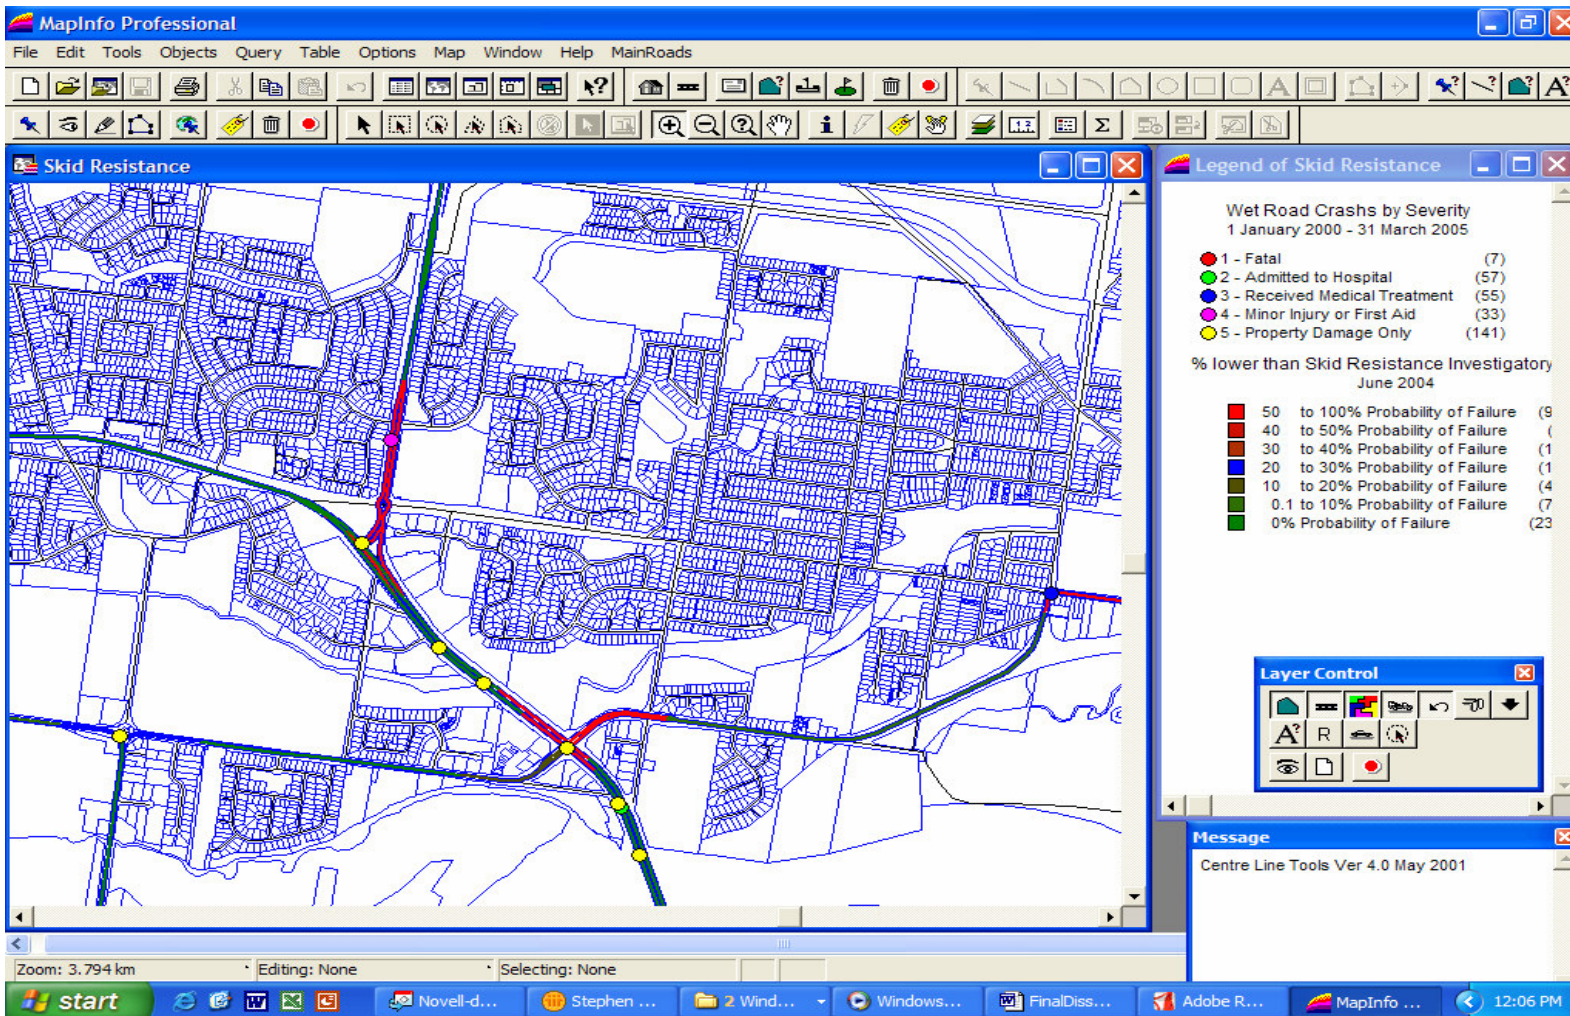 MapInfo Professional
File Edit Tools Objects Query Table Options Map Window Help MainRoads
Skid Resistance
Legend of Skid Resistance
Wet Road Crashs by Severity
1 January 2000 - 31 March 2005
1 - Fatal (7)
2 - Admitted to Hospital (57)
3 - Received Medical Treatment (55)
4 - Minor Injury or First Aid (33)
5 - Property Damage Only (141)
% lower than Skid Resistance Investigatory
June 2004
50 to 100% Probability of Failure (9
40 to 50% Probability of Failure (
30 to 40% Probability of Failure (1
20 to 30% Probability of Failure (1
10 to 20% Probability of Failure (4
0.1 to 10% Probability of Failure (7
0% Probability of Failure (23
Layer Control
A? R
Message
Centre Line Tools Ver 4.0 May 2001
Zoom: 3.794 km Editing: None Selecting: None
start Novell-d... Stephen ... 2 Wind... Windows... FinalDiss... Adobe R... MapInfo ... 12:06 PM